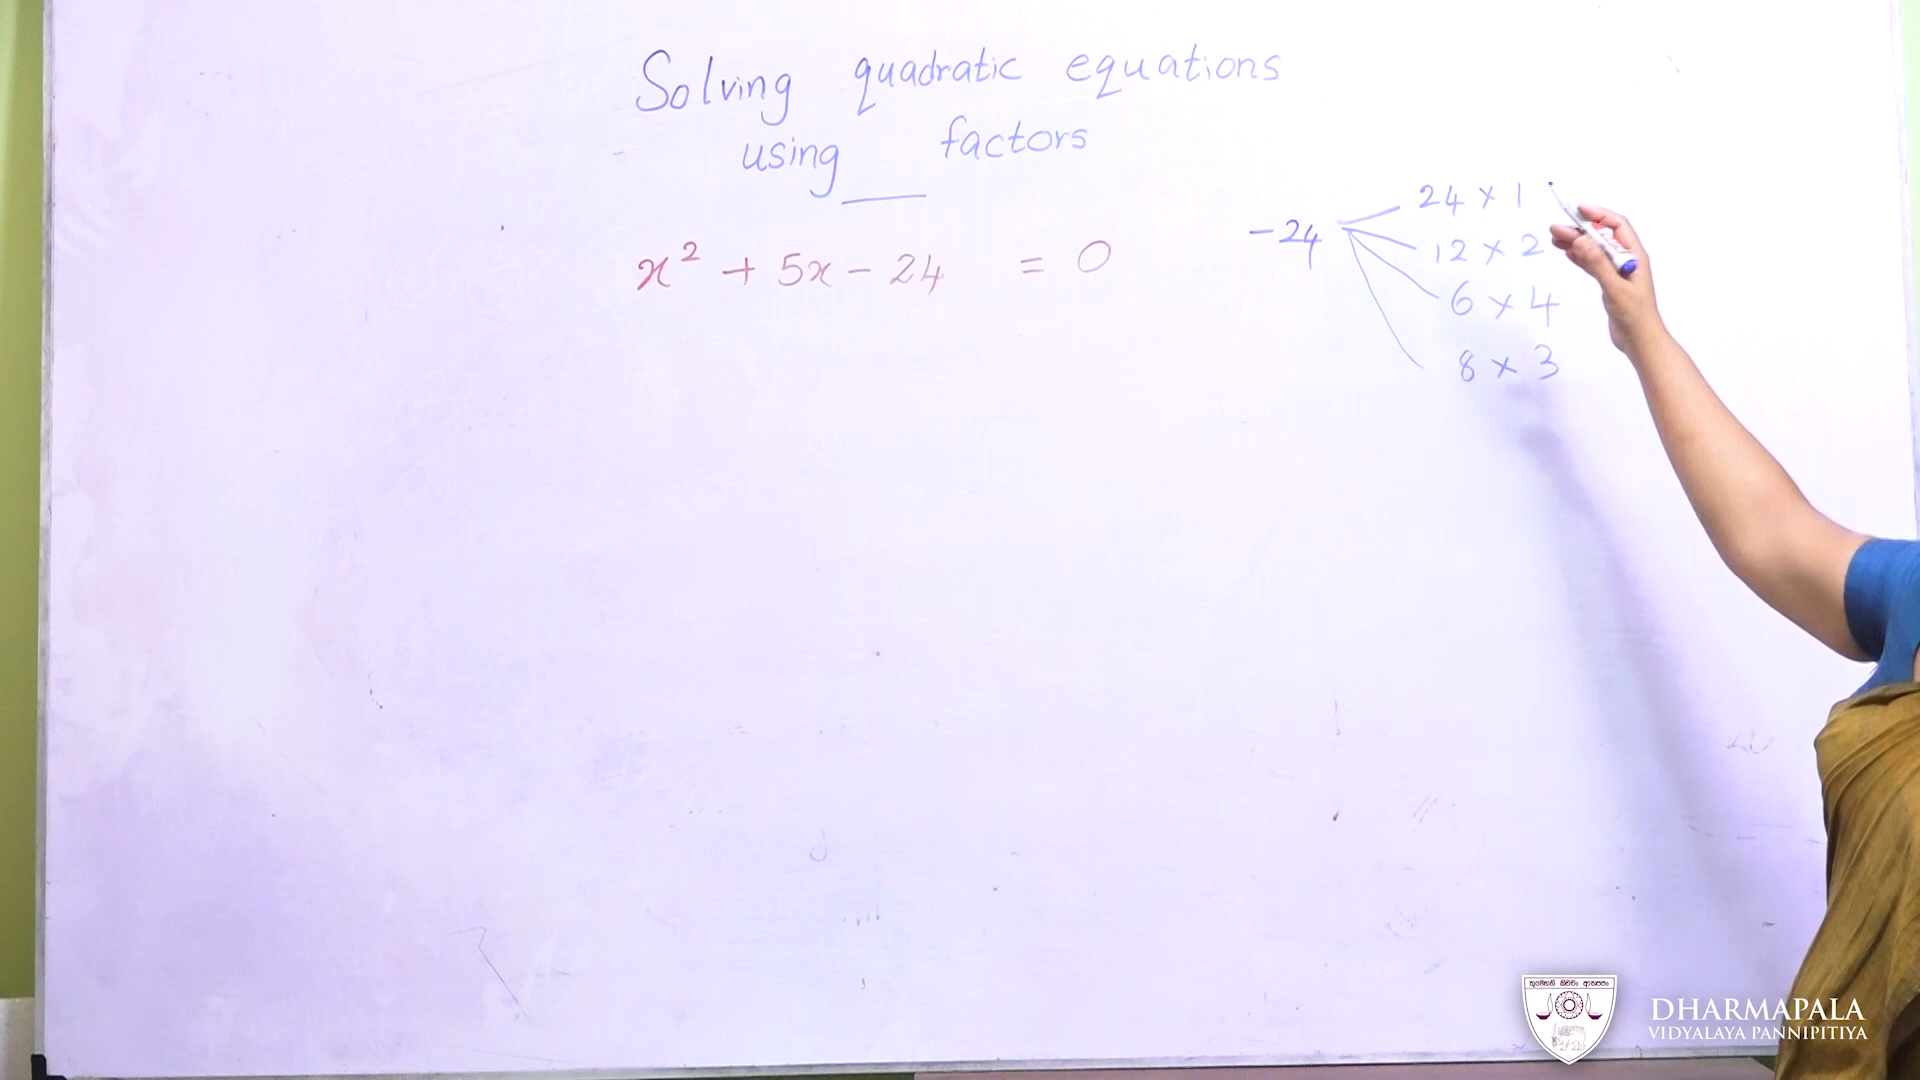 Solving quadratic equations
using factors
x² + 5x - 24 = 0
-24
24 × 1
12 × 2
6 × 4
8 × 3
DHARMAPALA
VIDYALAYA PANNIPITIYA